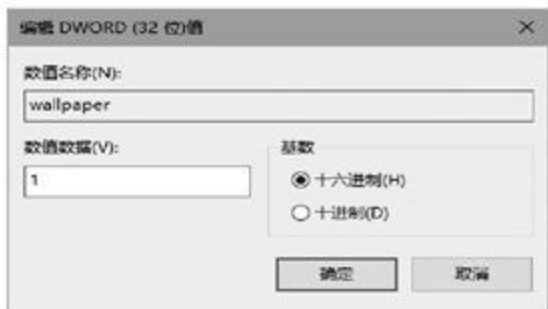 编辑 DWORD (32 位)值
数值名称(N):
wallpaper
数值数据(V):
1
基数
十六进制(H)
十进制(D)
确定
取消